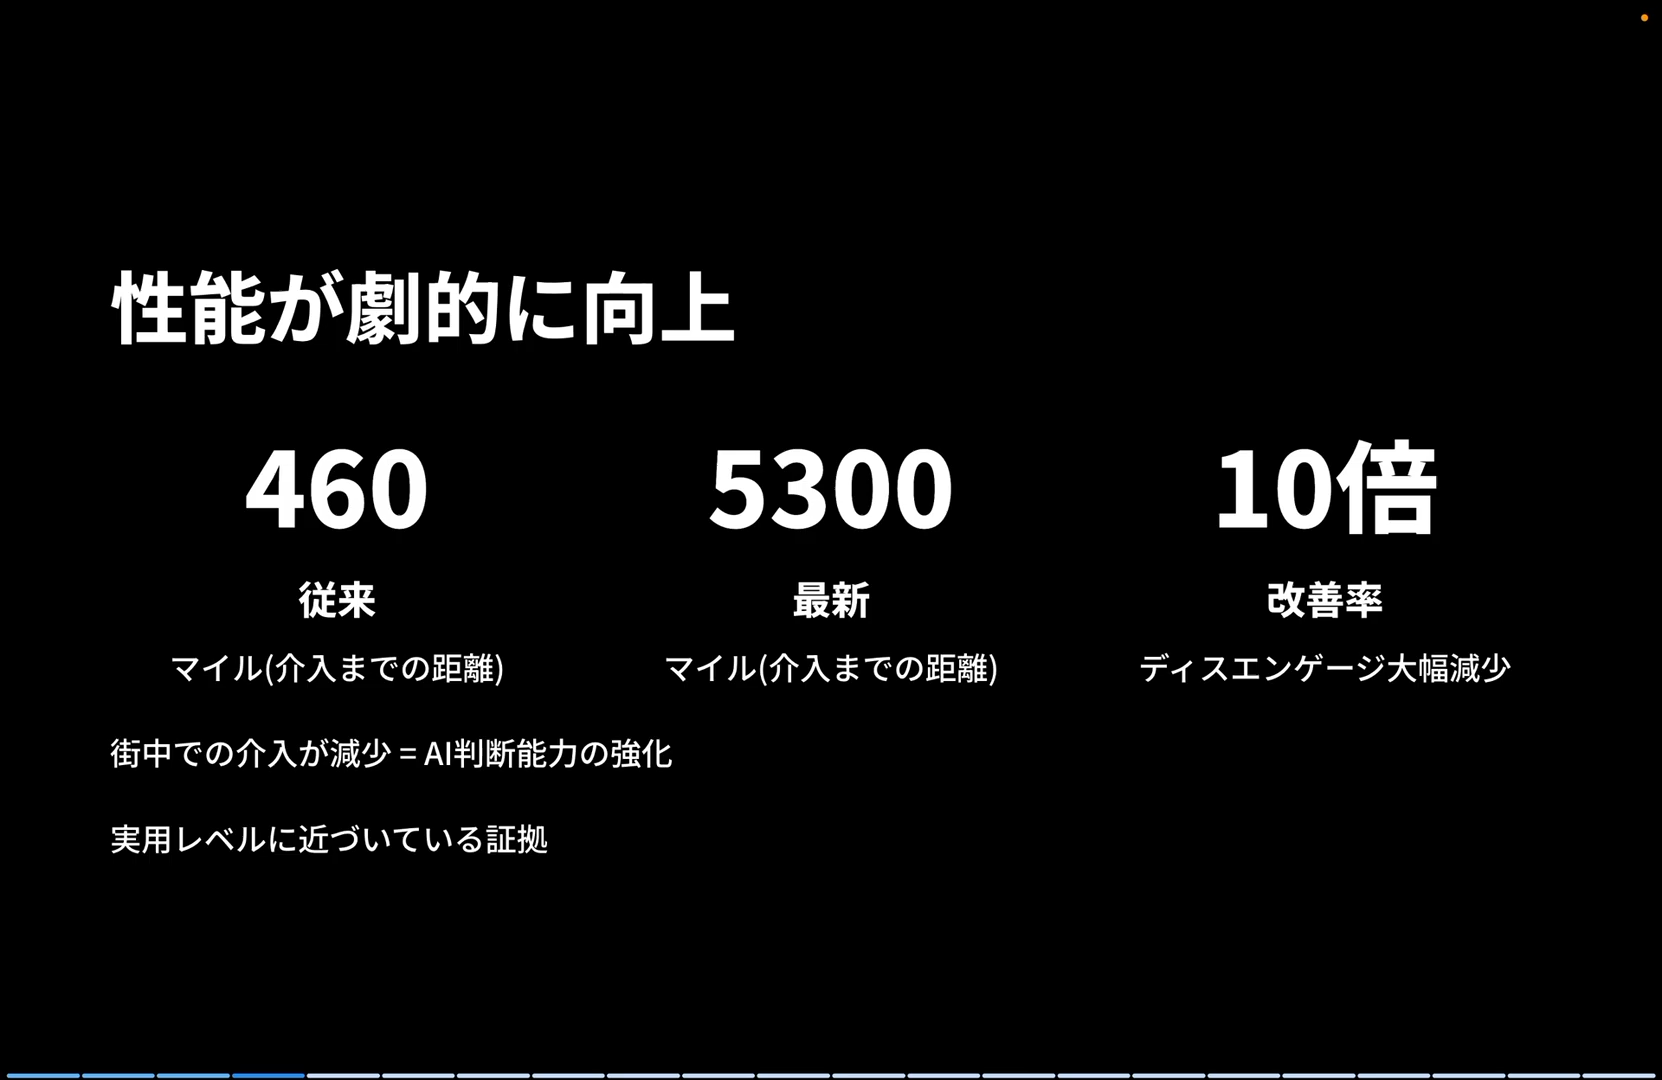 性能が劇的に向上
460
5300
10倍
従来
最新
改善率
マイル(介入までの距離)
マイル(介入までの距離)
ディスエンゲージ大幅減少
街中での介入が減少 = AI判断能力の強化
実用レベルに近づいている証拠